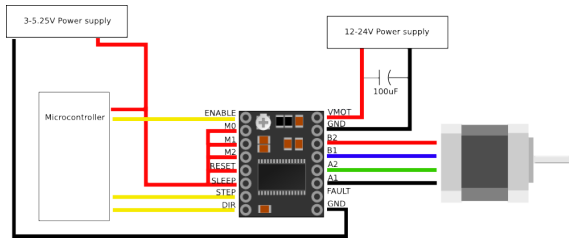 3-5.25V Power supply
12-24V Power supply
100uF
Microcontroller
ENABLE
M0
M1
M2
RESET
SLEEP
STEP
DIR
VMOT
GND
B2
B1
A2
A1
FAULT
GND